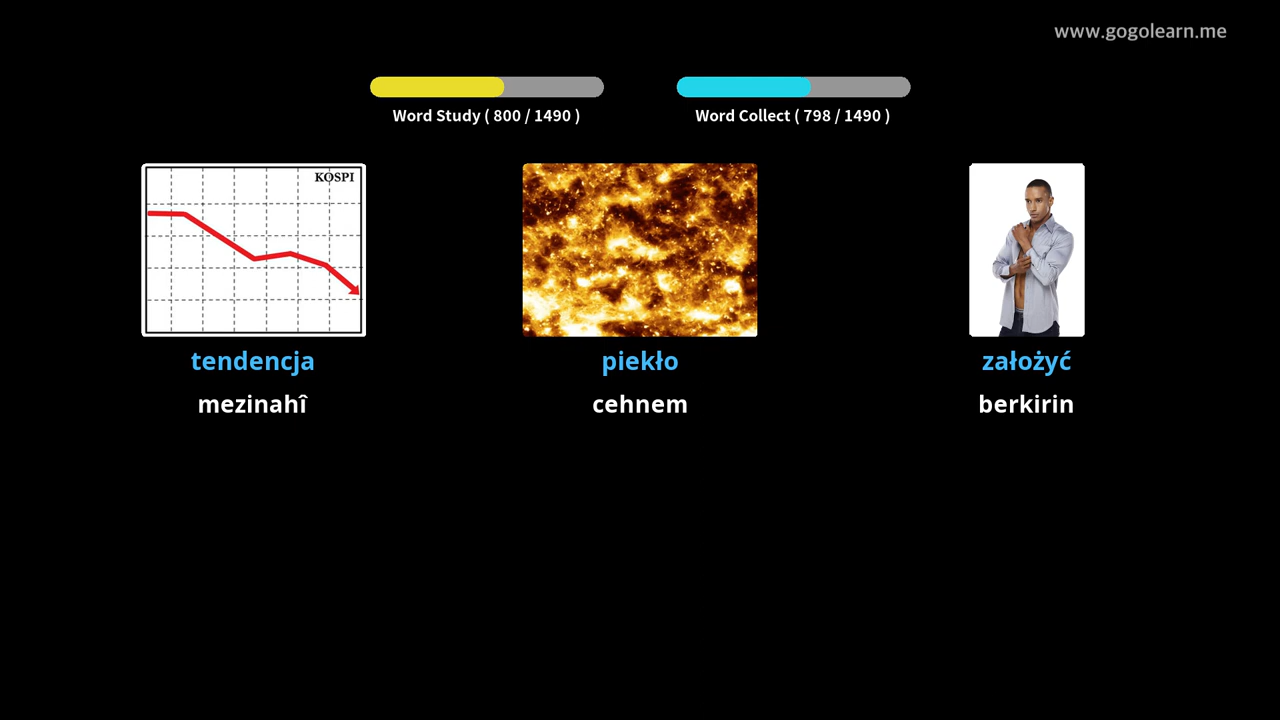 www.gogolearn.me
Word Study ( 800 / 1490 )
Word Collect ( 798 / 1490 )
KOSPI
tendencja
piekło
założyć
mezinahî
cehnem
berkirin